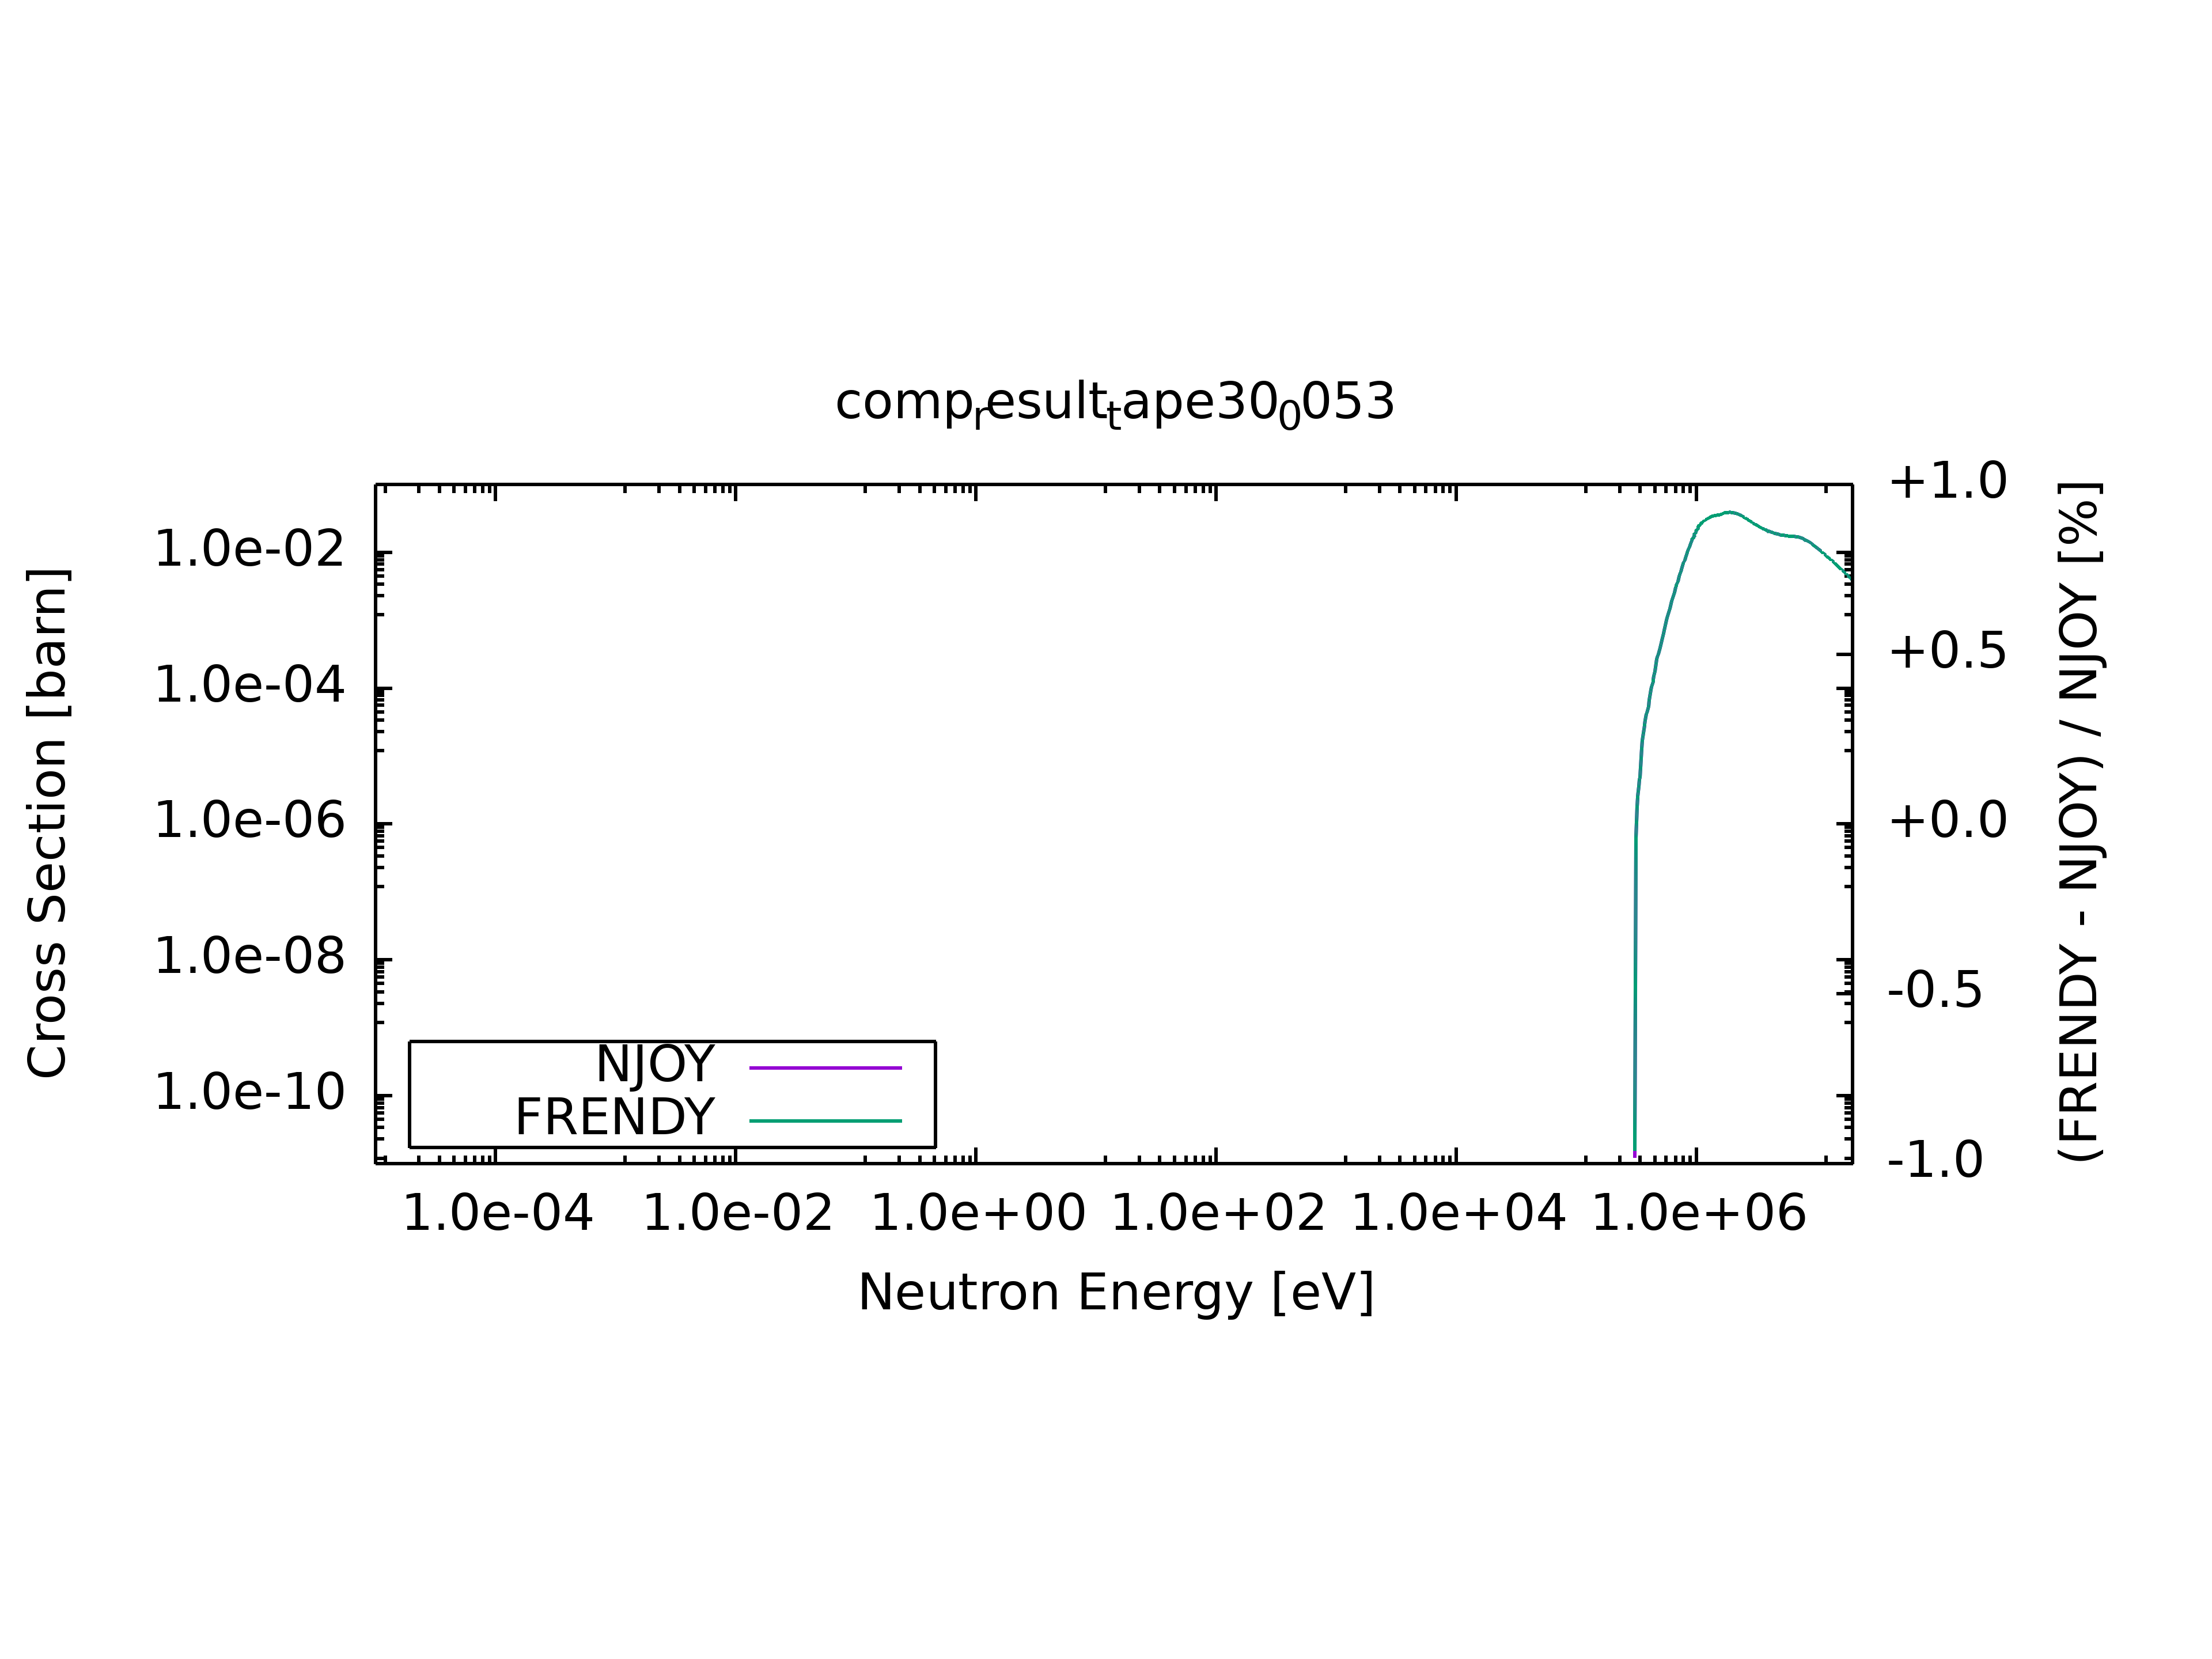 comp_result_tape30_0053
+1.0
1.0e-02
+0.5
1.0e-04
1.0e-06
+0.0
1.0e-08
-0.5
1.0e-10
-1.0
Cross Section [barn]
(FRENDY - NJOY) / NJOY [%]
NJOY
FRENDY
1.0e-04 1.0e-02 1.0e+00 1.0e+02 1.0e+04 1.0e+06
Neutron Energy [eV]